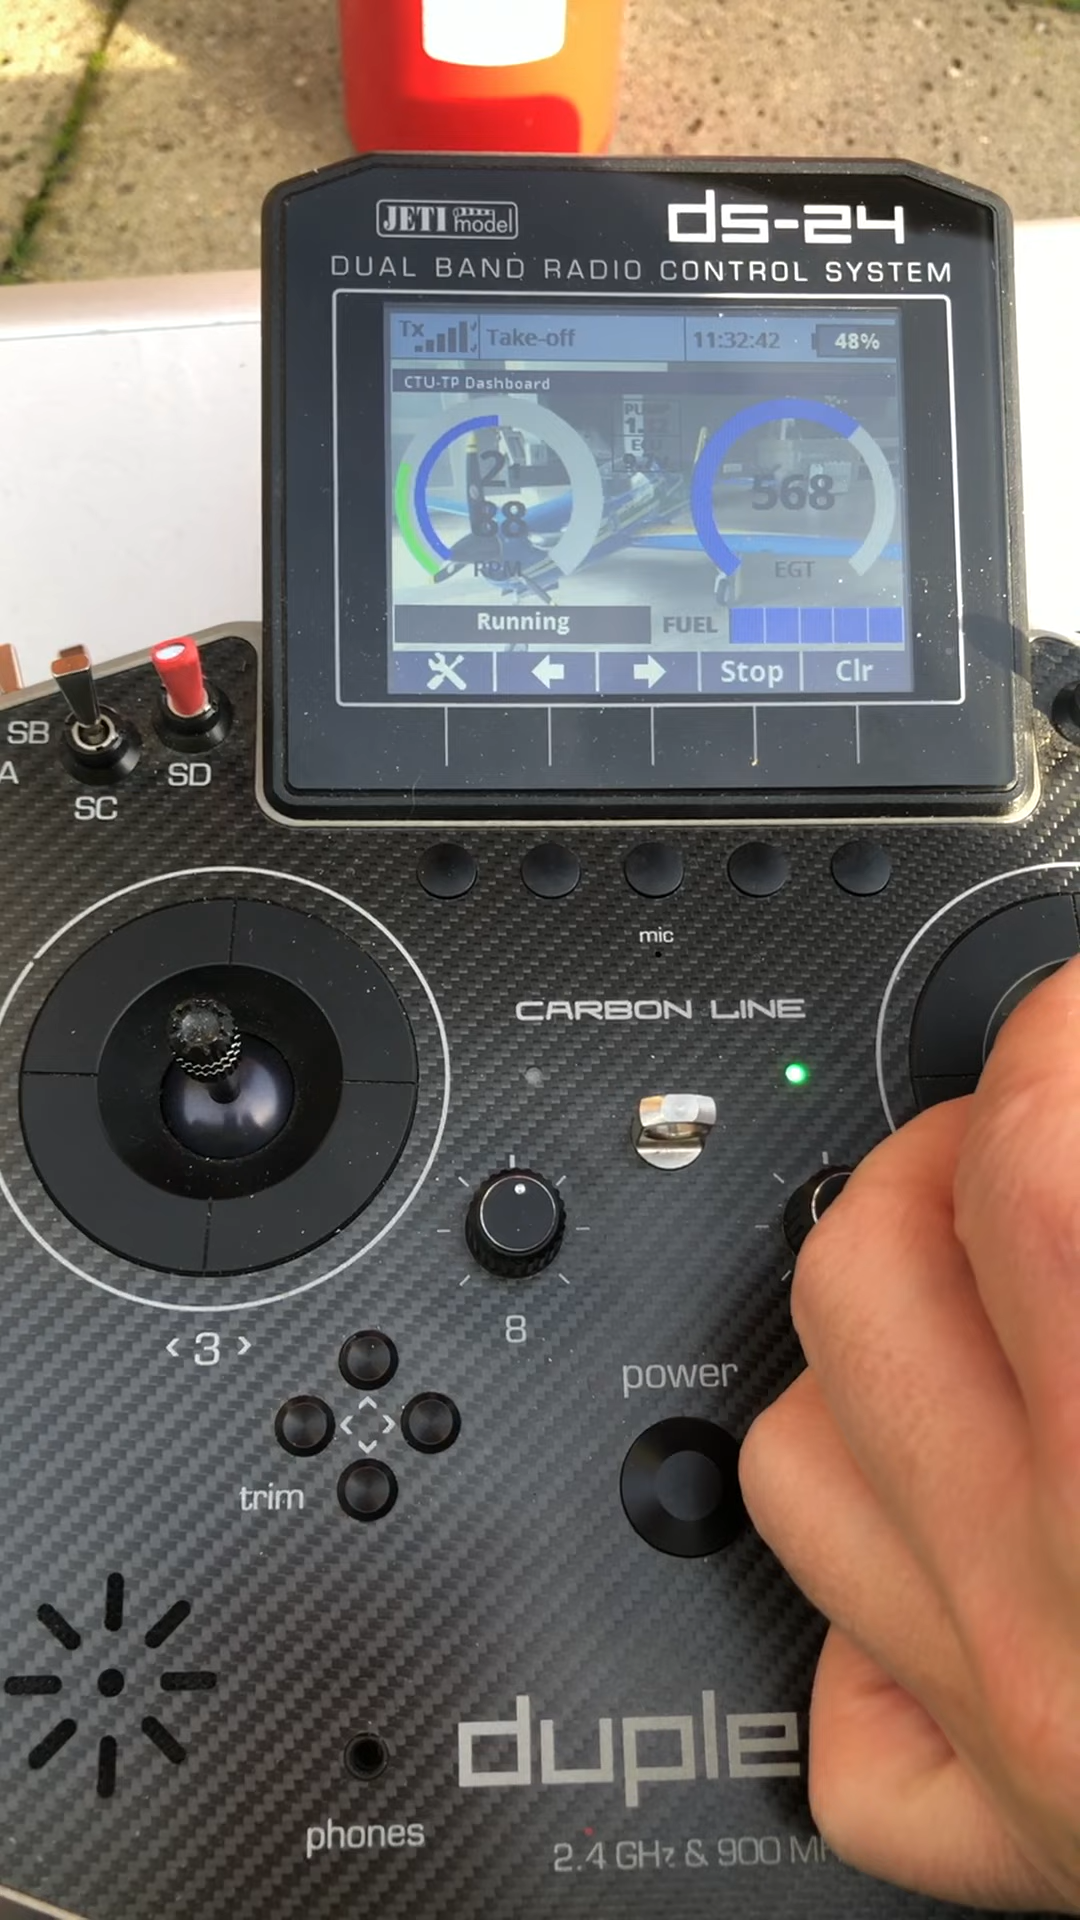 JETI model
ds-24
DUAL BAND RADIO CONTROL SYSTEM
Tx Take-off 11:32:42 48%
CTU-TP Dashboard
568
RPM
EGT
Running FUEL
Stop Clr
SB
A
SC
SD
mic
CARBON LINE
< 3 >
8
power
trim
duple
phones
2.4 GHz & 900 MH